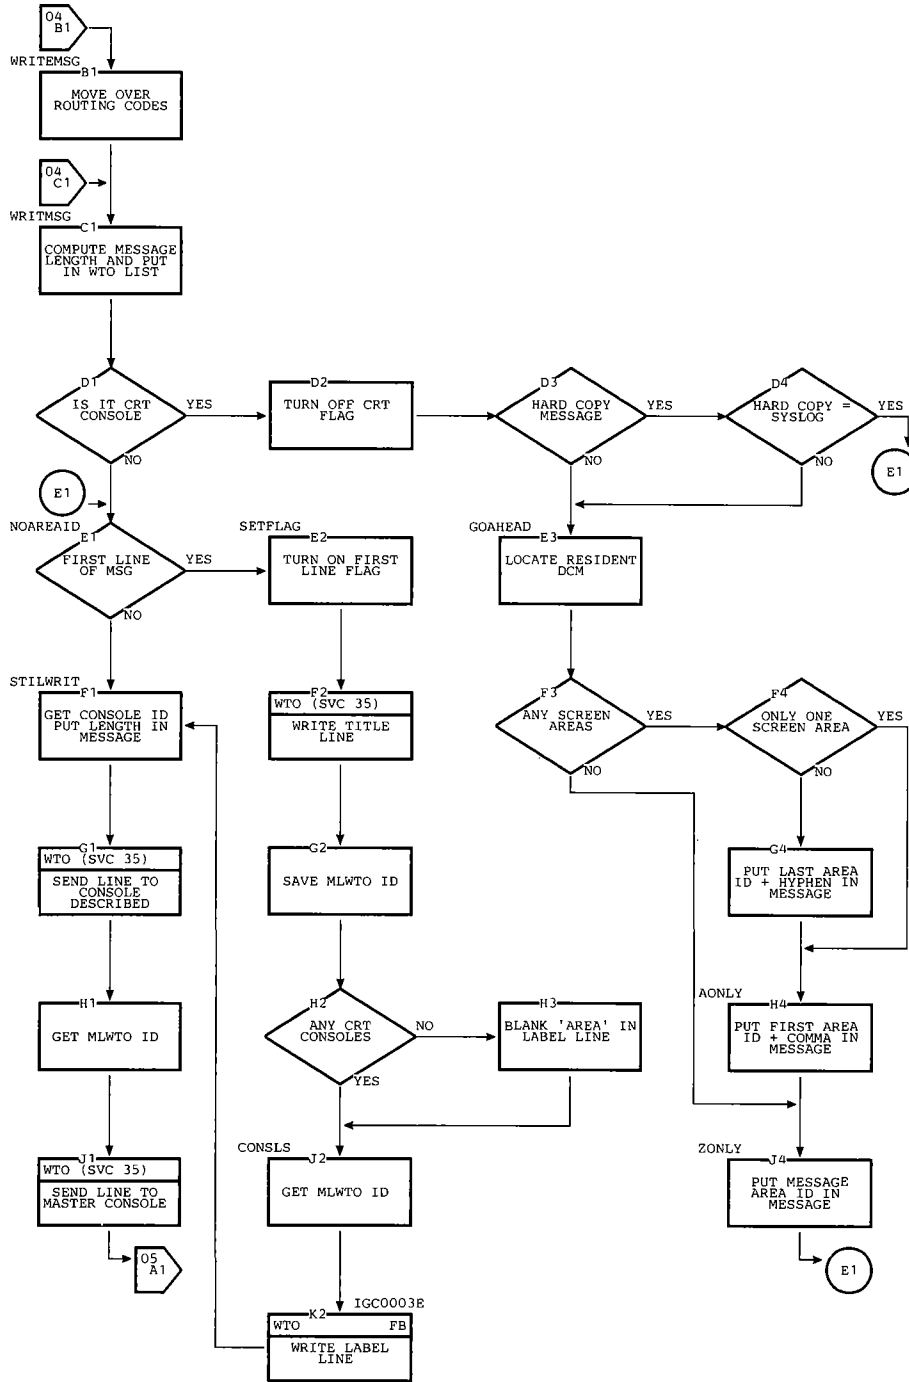 04
B1
WRITEMSG
B1
MOVE OVER
ROUTING CODES
04
C1
WRITMSG
C1
COMPUTE MESSAGE
LENGTH AND PUT
IN WTO LIST
D1
IS IT CRT
CONSOLE
YES
NO
D2
TURN OFF CRT
FLAG
D3
HARD COPY
MESSAGE
YES
NO
D4
HARD COPY =
SYSLOG
YES
NO
E1
E1
NOAREAID
E1
FIRST LINE
OF MSG
YES
NO
SETFLAG
E2
TURN ON FIRST
LINE FLAG
GOAHEAD
E3
LOCATE RESIDENT
DCM
STILWRIT
F1
GET CONSOLE ID
PUT LENGTH IN
MESSAGE
F2
WTO (SVC 35)
WRITE TITLE
LINE
F3
ANY SCREEN
AREAS
YES
NO
F4
ONLY ONE
SCREEN AREA
YES
NO
G1
WTO (SVC 35)
SEND LINE TO
CONSOLE
DESCRIBED
G2
SAVE MLWTO ID
G4
PUT LAST AREA
ID + HYPHEN IN
MESSAGE
H1
GET MLWTO ID
H2
ANY CRT
CONSOLES
NO
YES
H3
BLANK 'AREA' IN
LABEL LINE
AONLY
H4
PUT FIRST AREA
ID + COMMA IN
MESSAGE
J1
WTO (SVC 35)
SEND LINE TO
MASTER CONSOLE
CONSLS
J2
GET MLWTO ID
ZONLY
J4
PUT MESSAGE
AREA ID IN
MESSAGE
05
A1
E1
IGC0003E
K2
WTO FB
WRITE LABEL
LINE